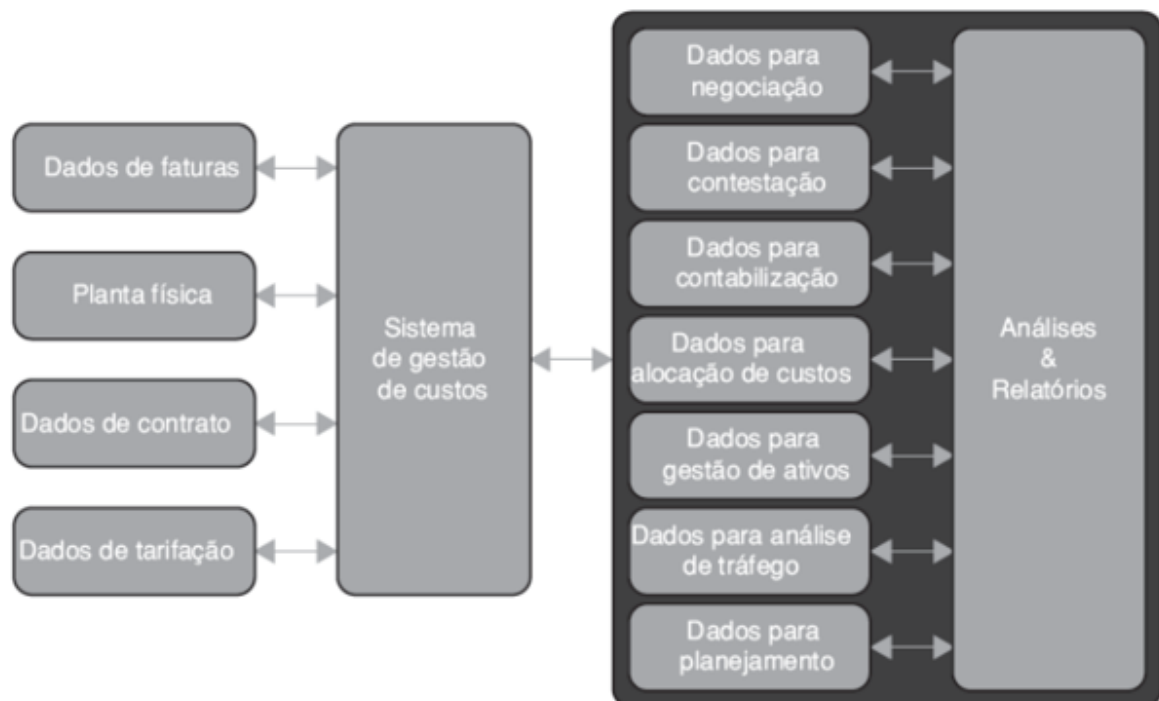 Dados de faturas
Planta física
Dados de contrato
Dados de tarifação
Sistema
de gestão
de custos
Dados para
negociação
Dados para
contestação
Dados para
contabilização
Dados para
alocação de custos
Dados para
gestão de ativos
Dados para análise
de tráfego
Dados para
planejamento
Análises
&
Relatórios